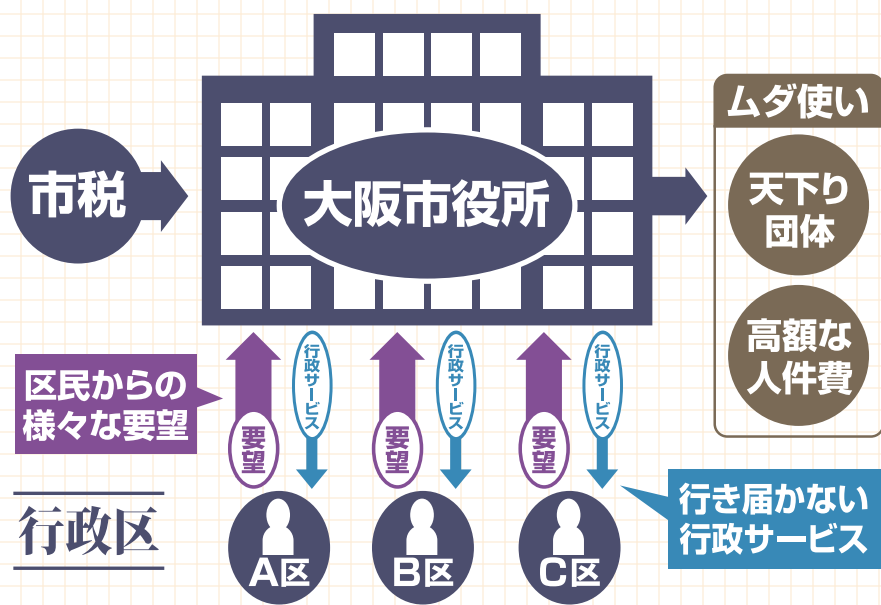 市税
大阪市役所
ムダ使い
天下り
団体
高額な
人件費
区民からの
様々な要望
要望
行政サービス
要望
行政サービス
要望
行政サービス
行き届かない
行政サービス
行政区
A区
B区
C区